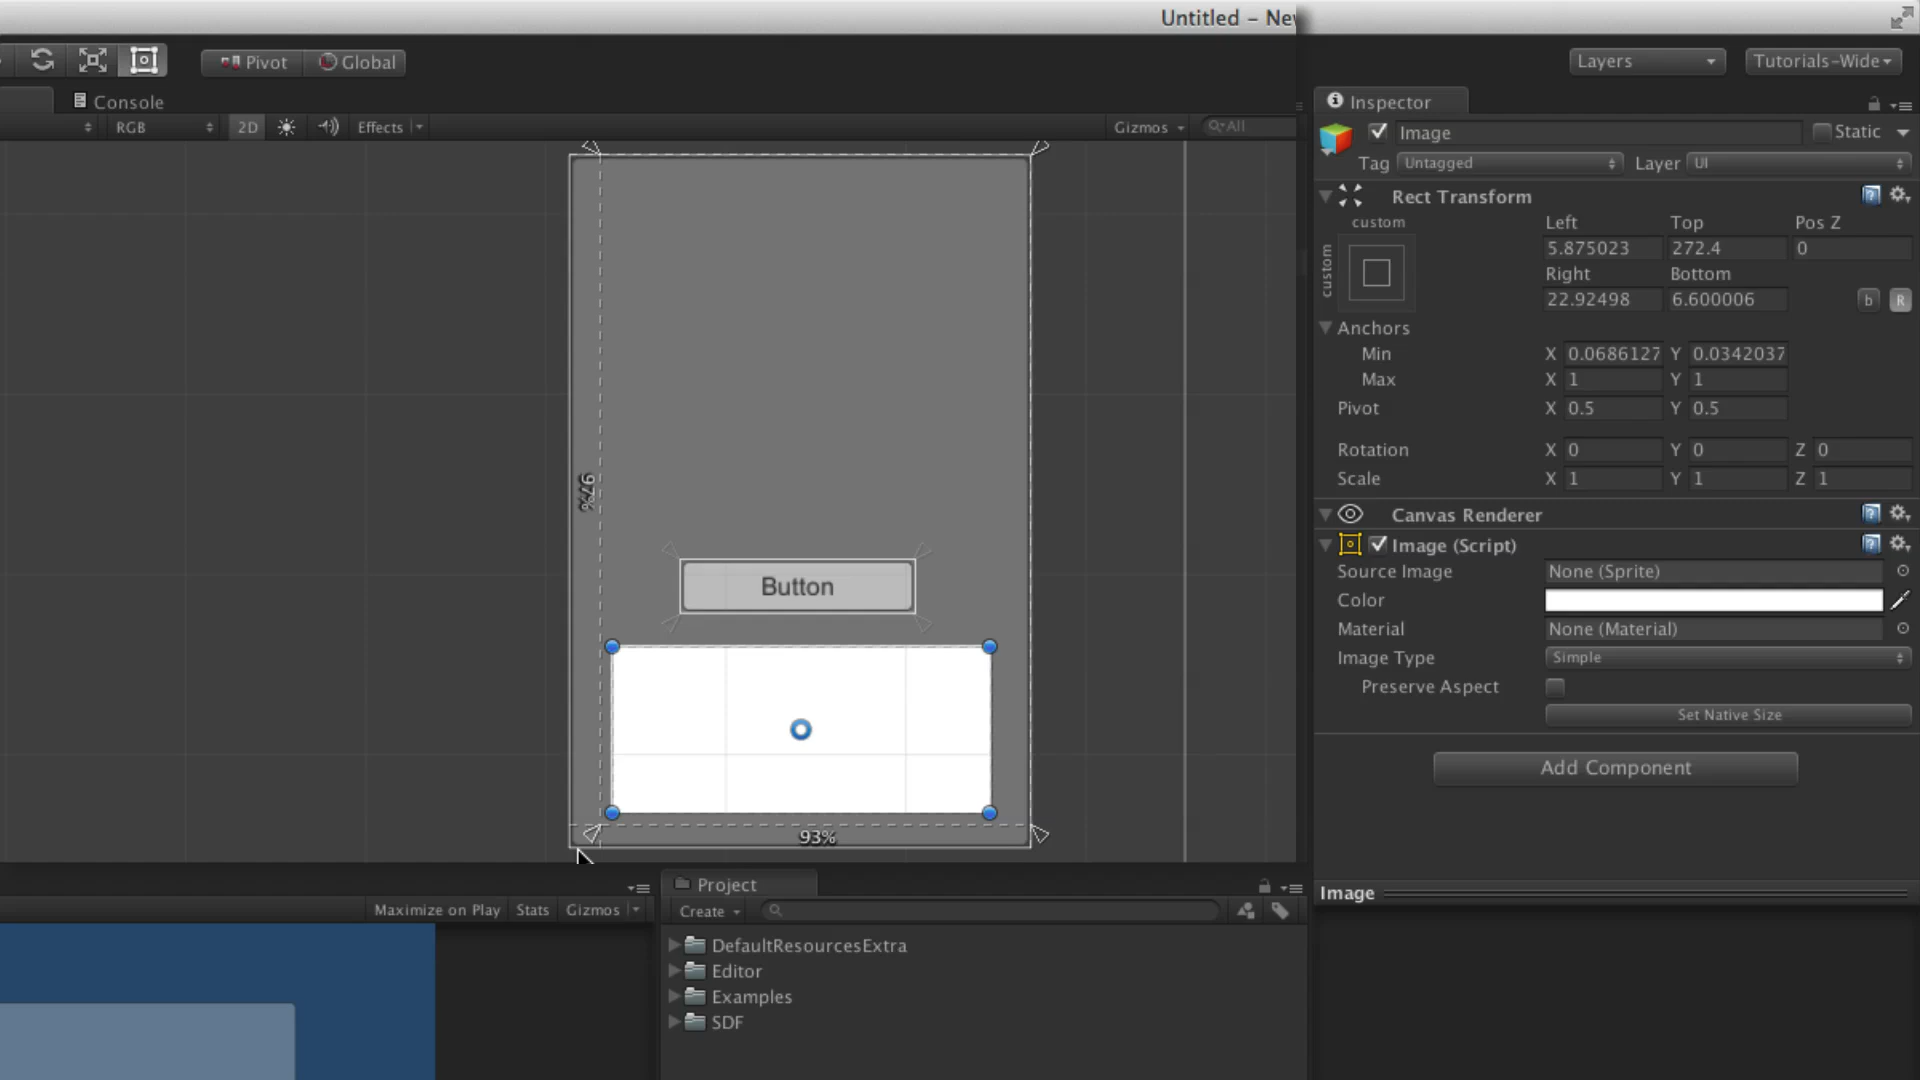 Untitled – Nev
Pivot
Global
Layers
Tutorials-Wide
Console
RGB
2D
Effects
Gizmos
All
Inspector
Image
Static
Tag
Untagged
Layer
UI
Rect Transform
custom
custom
Left
Top
Pos Z
5.875023
272.4
0
Right
Bottom
22.92498
6.600006
b
R
Anchors
Min
X 0.0686127 Y 0.0342037
Max
X 1 Y 1
Pivot
X 0.5 Y 0.5
Rotation
X 0 Y 0 Z 0
Scale
X 1 Y 1 Z 1
Canvas Renderer
Image (Script)
Source Image
None (Sprite)
Color
Material
None (Material)
Image Type
Simple
Preserve Aspect
Set Native Size
Add Component
Image
97%
Button
93%
Maximize on Play
Stats
Gizmos
Project
Create
DefaultResourcesExtra
Editor
Examples
SDF